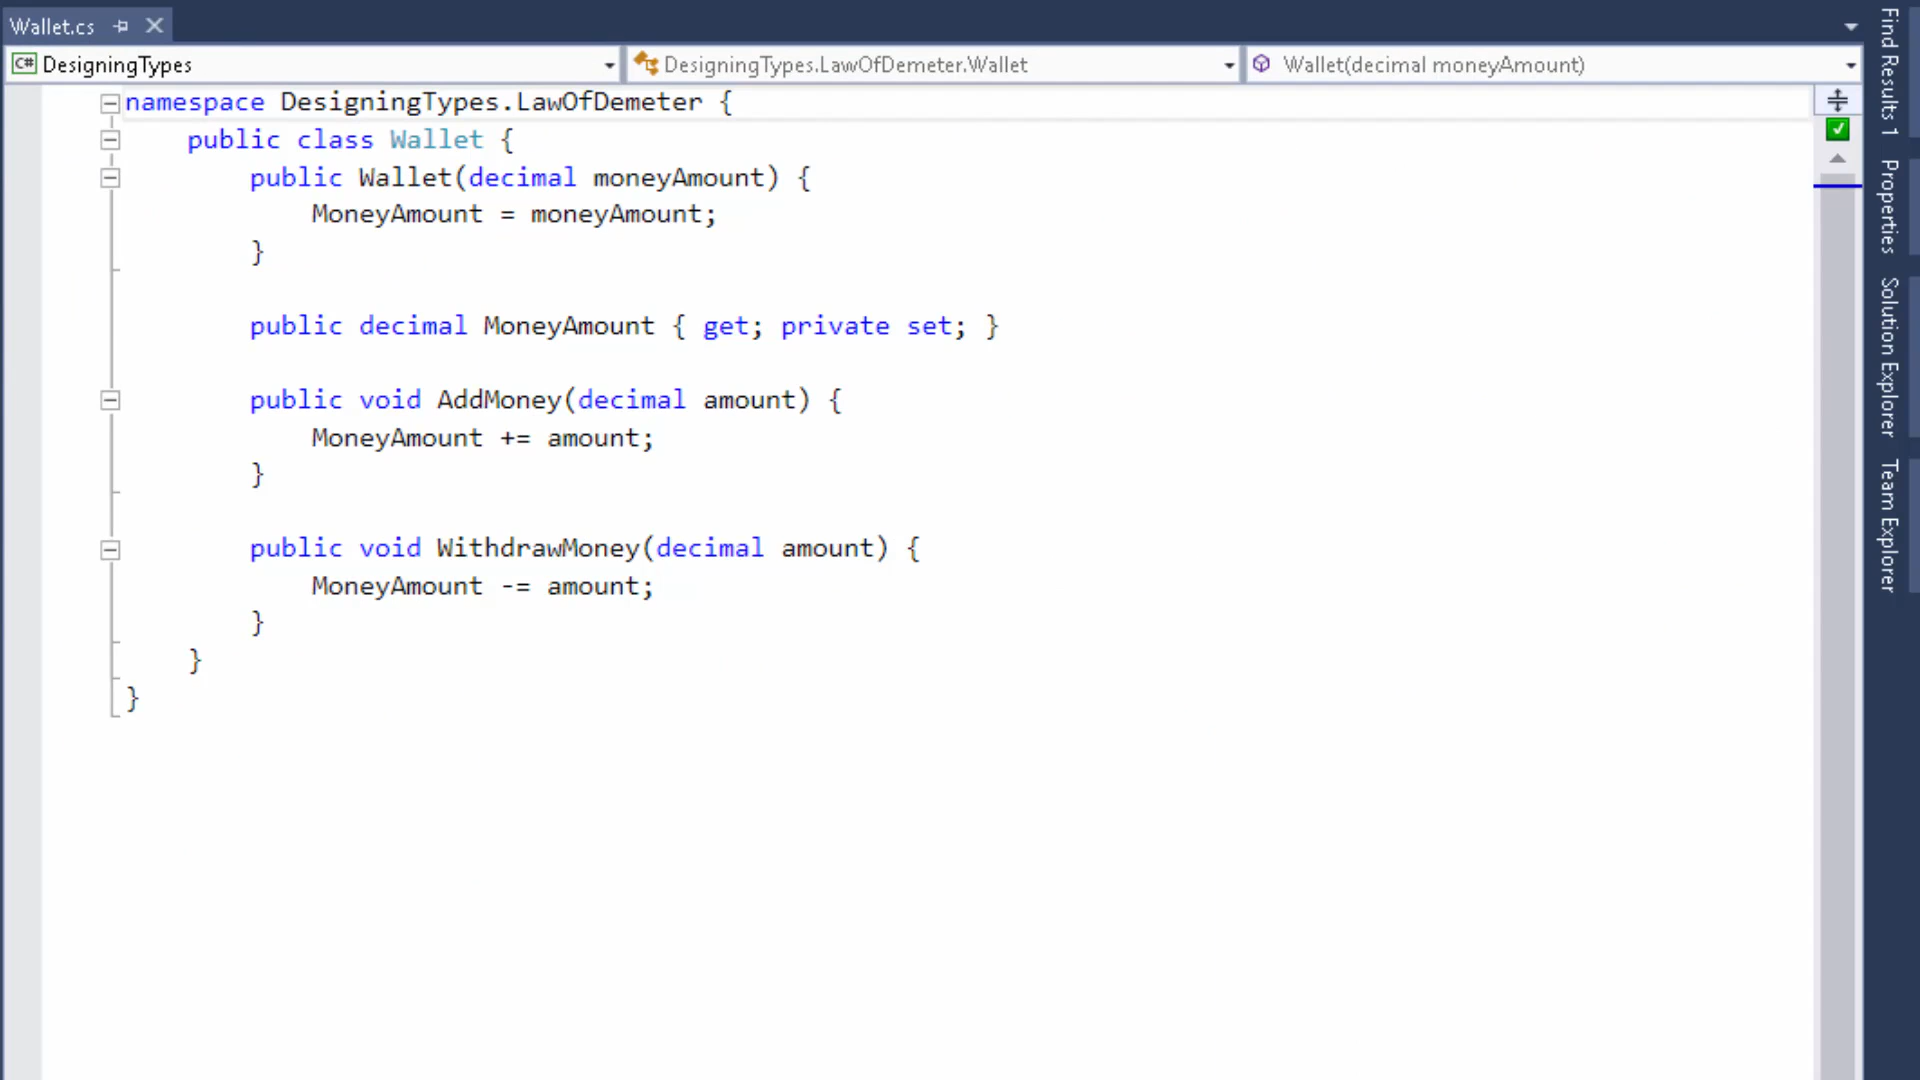 Wallet.cs
DesigningTypes
DesigningTypes.LawOfDemeter.Wallet
Wallet(decimal moneyAmount)
namespace DesigningTypes.LawOfDemeter {
public class Wallet {
public Wallet(decimal moneyAmount) {
MoneyAmount = moneyAmount;
}
public decimal MoneyAmount { get; private set; }
public void AddMoney(decimal amount) {
MoneyAmount += amount;
}
public void WithdrawMoney(decimal amount) {
MoneyAmount -= amount;
}
}
}
Find Results 1
Properties
Solution Explorer
Team Explorer